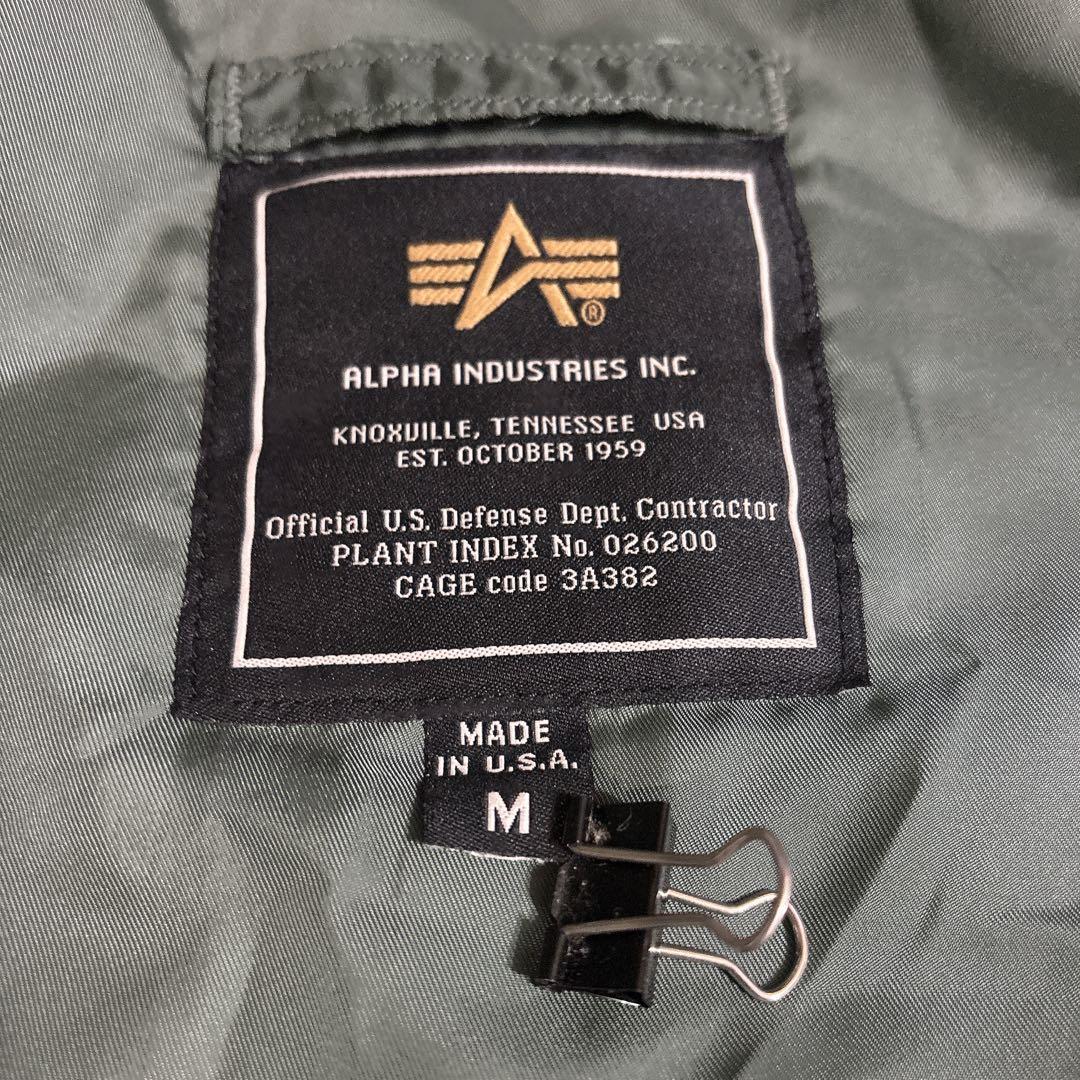 ®
ALPHA INDUSTRIES INC.
KNOXVILLE, TENNESSEE USA
EST. OCTOBER 1959
Official U.S. Defense Dept. Contractor
PLANT INDEX No. 026200
CAGE code 3A382
MADE
IN U.S.A.
M